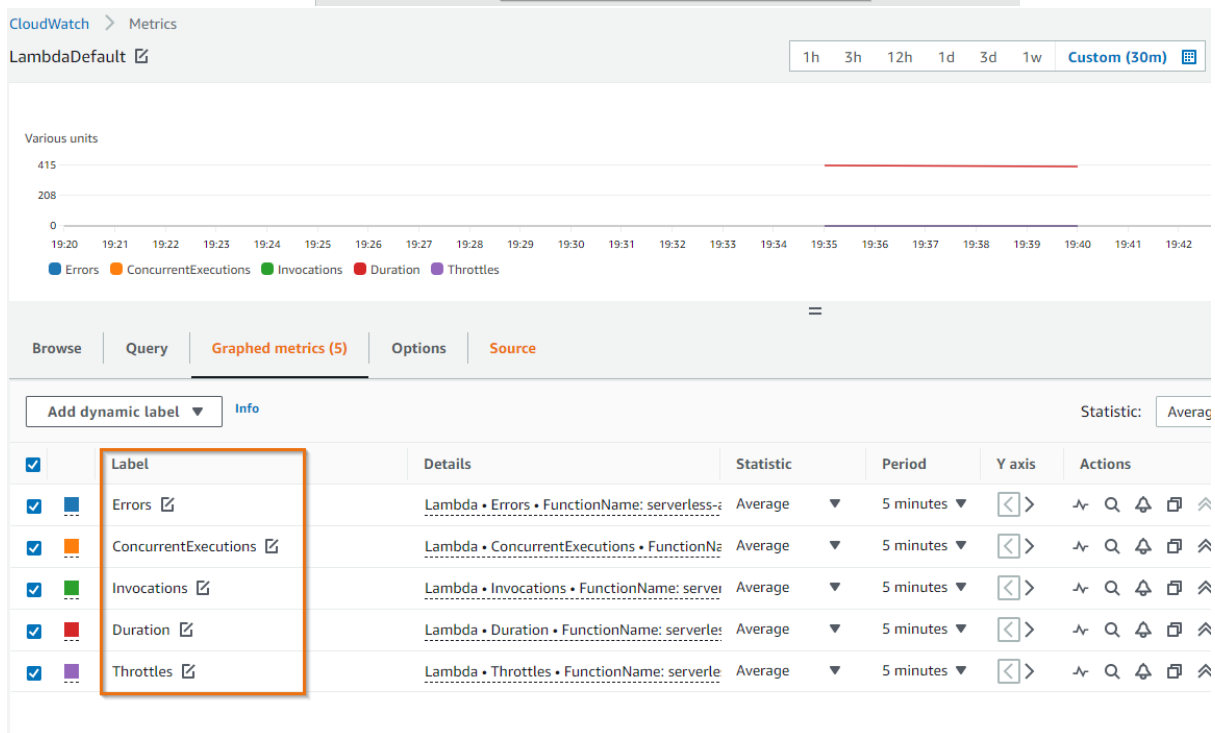 CloudWatch > Metrics
LambdaDefault
1h 3h 12h 1d 3d 1w Custom (30m)
Various units
415
208
0
19:20 19:21 19:22 19:23 19:24 19:25 19:26 19:27 19:28 19:29 19:30 19:31 19:32 19:33 19:34 19:35 19:36 19:37 19:38 19:39 19:40 19:41 19:42
Errors ConcurrentExecutions Invocations Duration Throttles
Browse Query Graphed metrics (5) Options Source
Add dynamic label Info Statistic: Averag
Label Details Statistic Period Y axis Actions
Errors Lambda • Errors • FunctionName: serverless-a Average 5 minutes
ConcurrentExecutions Lambda • ConcurrentExecutions • FunctionNa Average 5 minutes
Invocations Lambda • Invocations • FunctionName: server Average 5 minutes
Duration Lambda • Duration • FunctionName: serverles Average 5 minutes
Throttles Lambda • Throttles • FunctionName: serverle Average 5 minutes